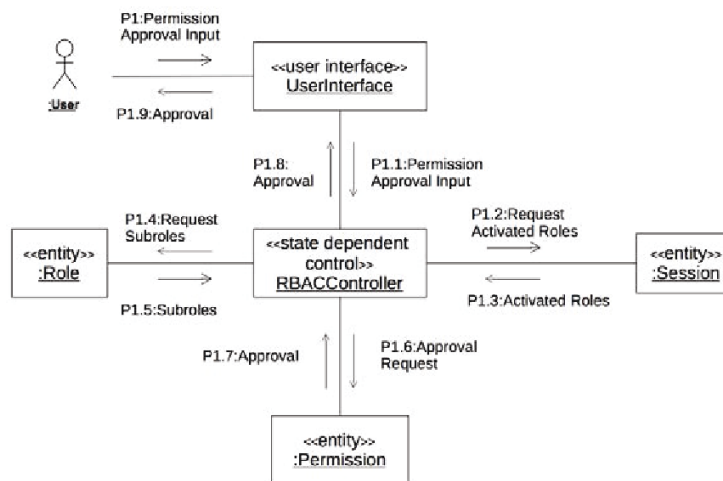 P1:Permission
Approval Input
:User
P1.9:Approval
<<user interface>>
UserInterface
P1.8:
Approval
P1.1:Permission
Approval Input
P1.4:Request
Subroles
P1.2:Request
Activated Roles
<<entity>>
:Role
<<state dependent
control>>
RBACController
<<entity>>
:Session
P1.5:Subroles
P1.3:Activated Roles
P1.7:Approval
P1.6:Approval
Request
<<entity>>
:Permission